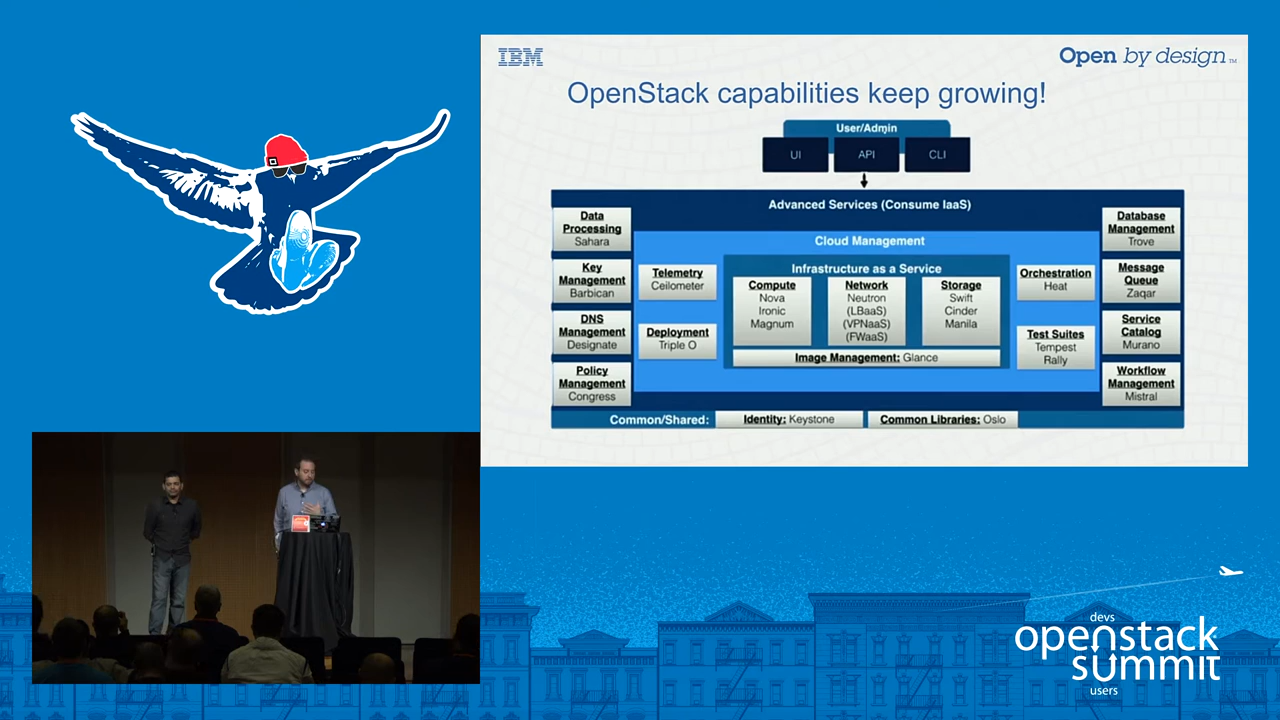 IBM
Open by design™
OpenStack capabilities keep growing!
User/Admin
UI
API
CLI
Advanced Services (Consume IaaS)
Data
Processing
Sahara
Key
Management
Barbican
DNS
Management
Designate
Policy
Management
Congress
Cloud Management
Telemetry
Ceilometer
Deployment
Triple O
Infrastructure as a Service
Compute
Nova
Ironic
Magnum
Network
Neutron
(LBaaS)
(VPNaaS)
(FWaaS)
Storage
Swift
Cinder
Manila
Image Management: Glance
Orchestration
Heat
Test Suites
Tempest
Rally
Database
Management
Trove
Message
Queue
Zaqar
Service
Catalog
Murano
Workflow
Management
Mistral
Common/Shared:
Identity: Keystone
Common Libraries: Oslo
devs
openstack
summit
users